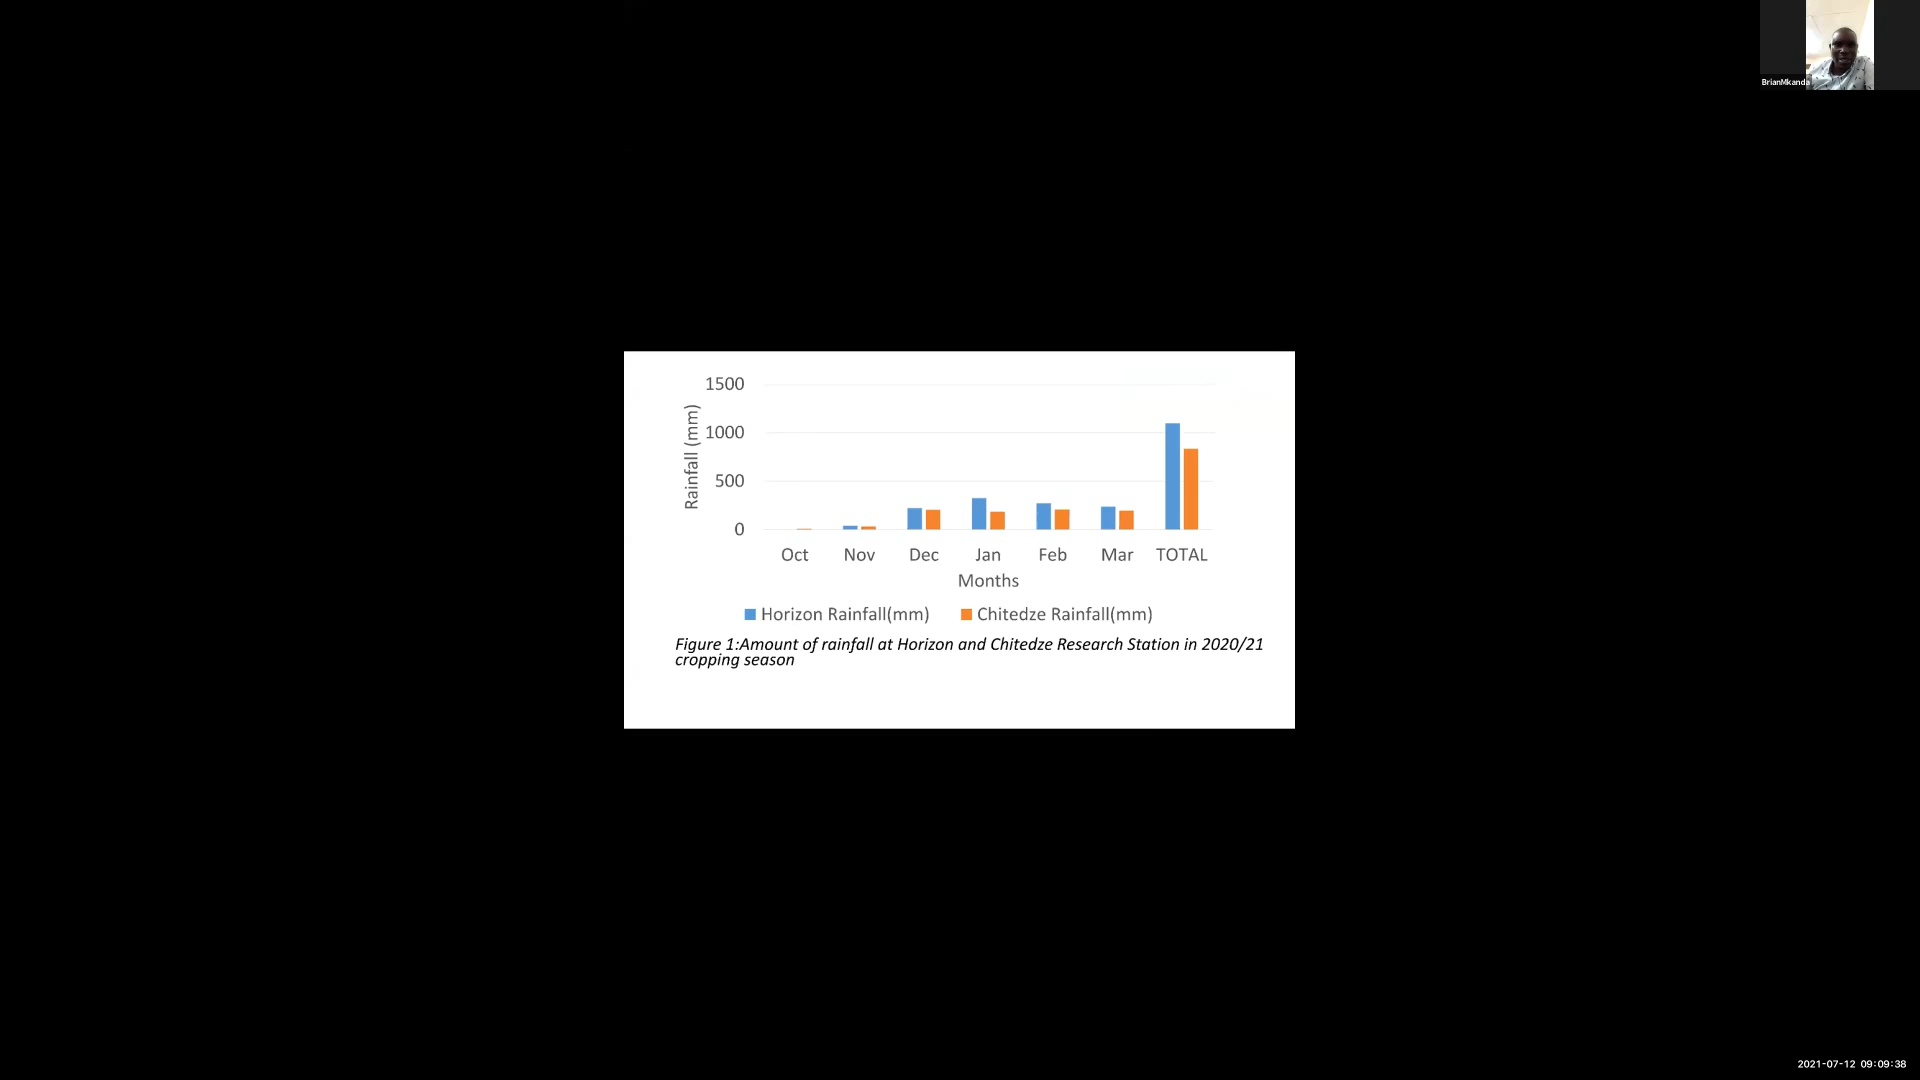 BrianMkanda
1500
1000
500
0
Rainfall (mm)
Oct Nov Dec Jan Feb Mar TOTAL
Months
Horizon Rainfall(mm) Chitedze Rainfall(mm)
Figure 1:Amount of rainfall at Horizon and Chitedze Research Station in 2020/21
cropping season
2021-07-12 09:09:38